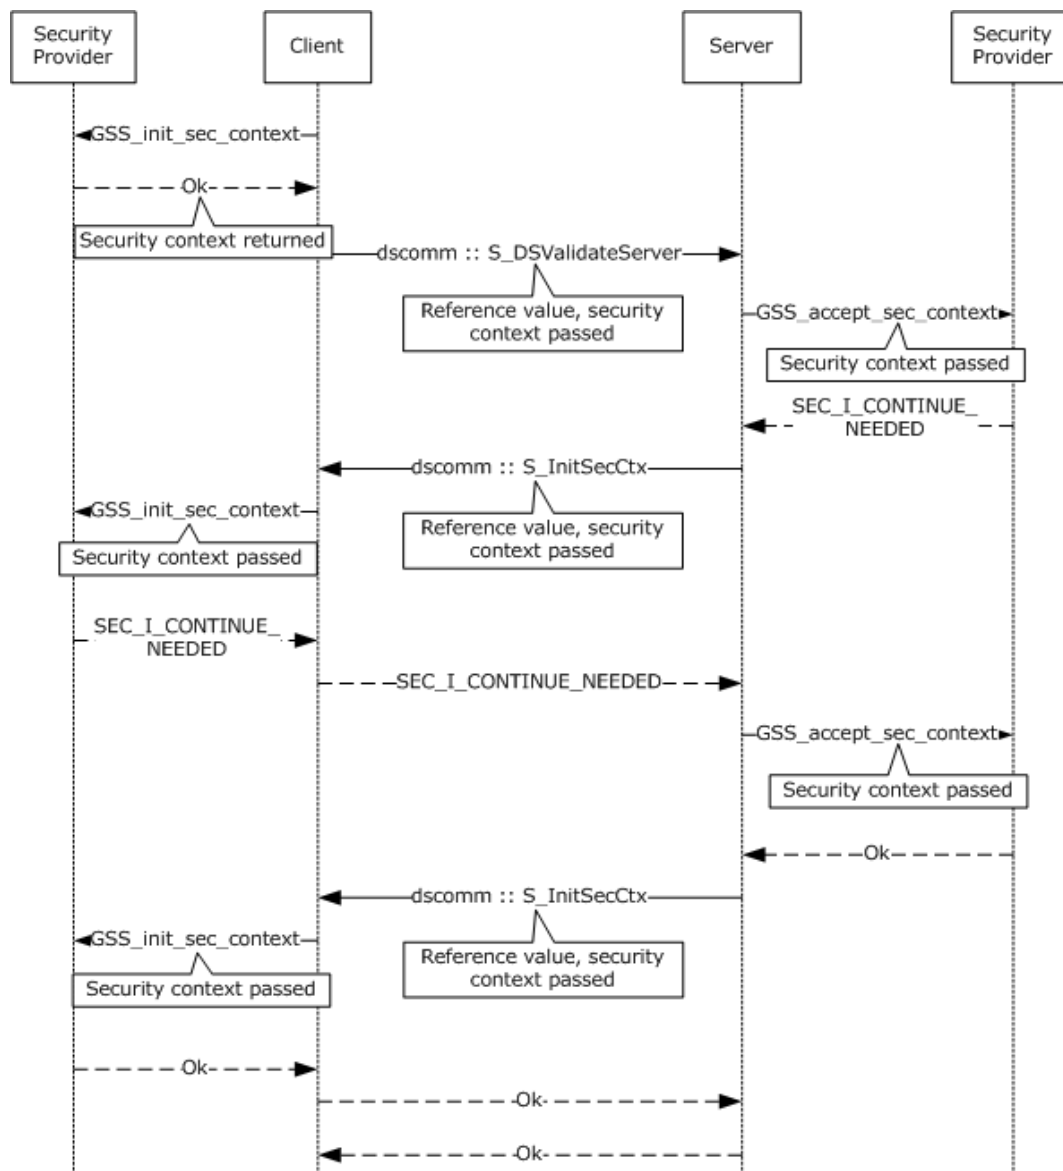 Security
Provider
Client
Server
Security
Provider
GSS_init_sec_context
Ok
Security context returned
dscomm :: S_DSValidateServer
Reference value, security
context passed
GSS_accept_sec_context
Security context passed
SEC_I_CONTINUE_
NEEDED
dscomm :: S_InitSecCtx
GSS_init_sec_context
Reference value, security
context passed
Security context passed
SEC_I_CONTINUE_
NEEDED
SEC_I_CONTINUE_NEEDED
GSS_accept_sec_context
Security context passed
Ok
dscomm :: S_InitSecCtx
GSS_init_sec_context
Reference value, security
context passed
Security context passed
Ok
Ok
Ok